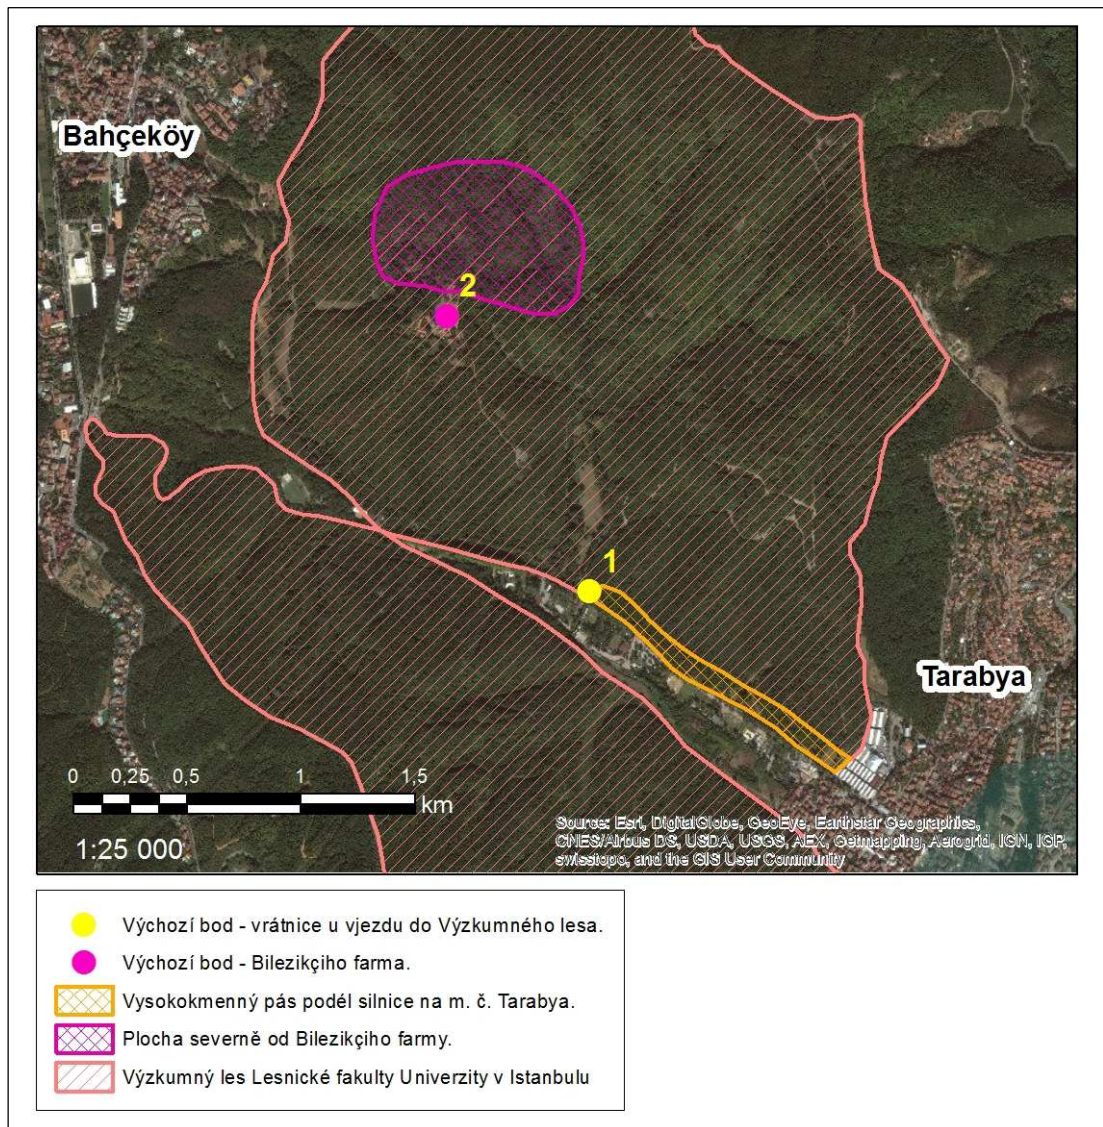 Bahçeköy
2
1
Tarabya
0 0,25 0,5 1 1,5
km
1:25 000
Source: Esri, DigitalGlobe, GeoEye, Earthstar Geographics,
CNES/Airbus DS, USDA, USGS, AEX, Getmapping, Aerogrid, IGN, IGP,
swisstopo, and the GIS User Community
Výchozí bod - vrátnice u vjezdu do Výzkumného lesa.
Výchozí bod - Bilezikçiho farma.
Vysokokmenný pás podél silnice na m. č. Tarabya.
Plocha severně od Bilezikçiho farmy.
Výzkumný les Lesnické fakulty Univerzity v Istanbulu